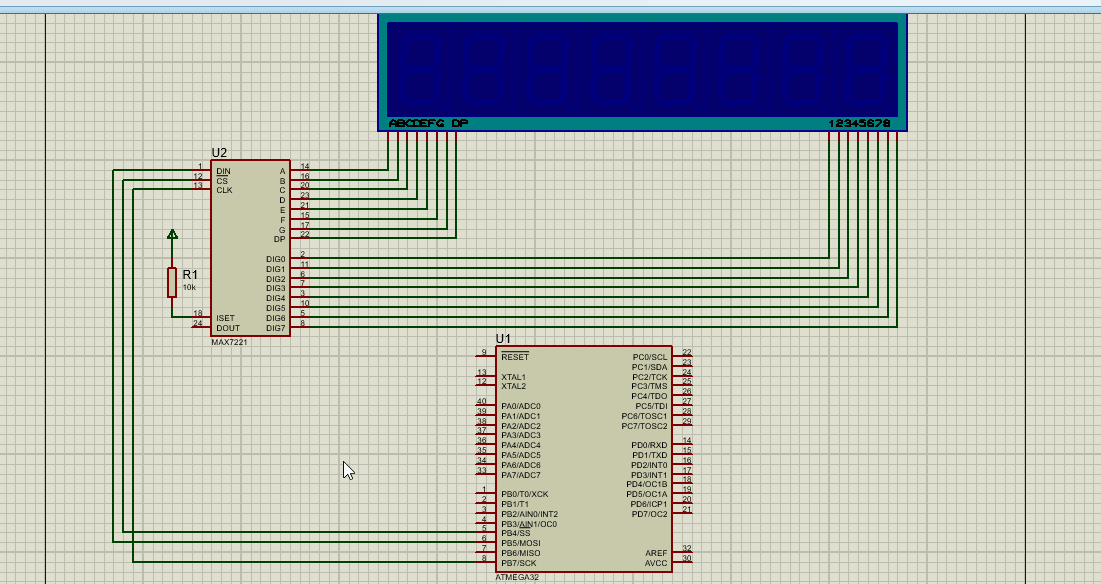 ABCDEFG DP
12345678
U2
1 DIN
12 CS
13 CLK
A 14
B 16
C 20
D 23
E 21
F 15
G 17
DP 22
DIG0 2
DIG1 11
DIG2 6
DIG3 7
DIG4 3
DIG5 10
DIG6 5
DIG7 8
R1
10k
18 ISET
24 DOUT
MAX7221
U1
9 RESET
13 XTAL1
12 XTAL2
40 PA0/ADC0
39 PA1/ADC1
38 PA2/ADC2
37 PA3/ADC3
36 PA4/ADC4
35 PA5/ADC5
34 PA6/ADC6
33 PA7/ADC7
1 PB0/T0/XCK
2 PB1/T1
3 PB2/AIN0/INT2
4 PB3/AIN1/OC0
5 PB4/SS
6 PB5/MOSI
7 PB6/MISO
8 PB7/SCK
PC0/SCL 22
PC1/SDA 23
PC2/TCK 24
PC3/TMS 25
PC4/TDO 26
PC5/TDI 27
PC6/TOSC1 28
PC7/TOSC2 29
PD0/RXD 14
PD1/TXD 15
PD2/INT0 16
PD3/INT1 17
PD4/OC1B 18
PD5/OC1A 19
PD6/ICP1 20
PD7/OC2 21
AREF 32
AVCC 30
ATMEGA32